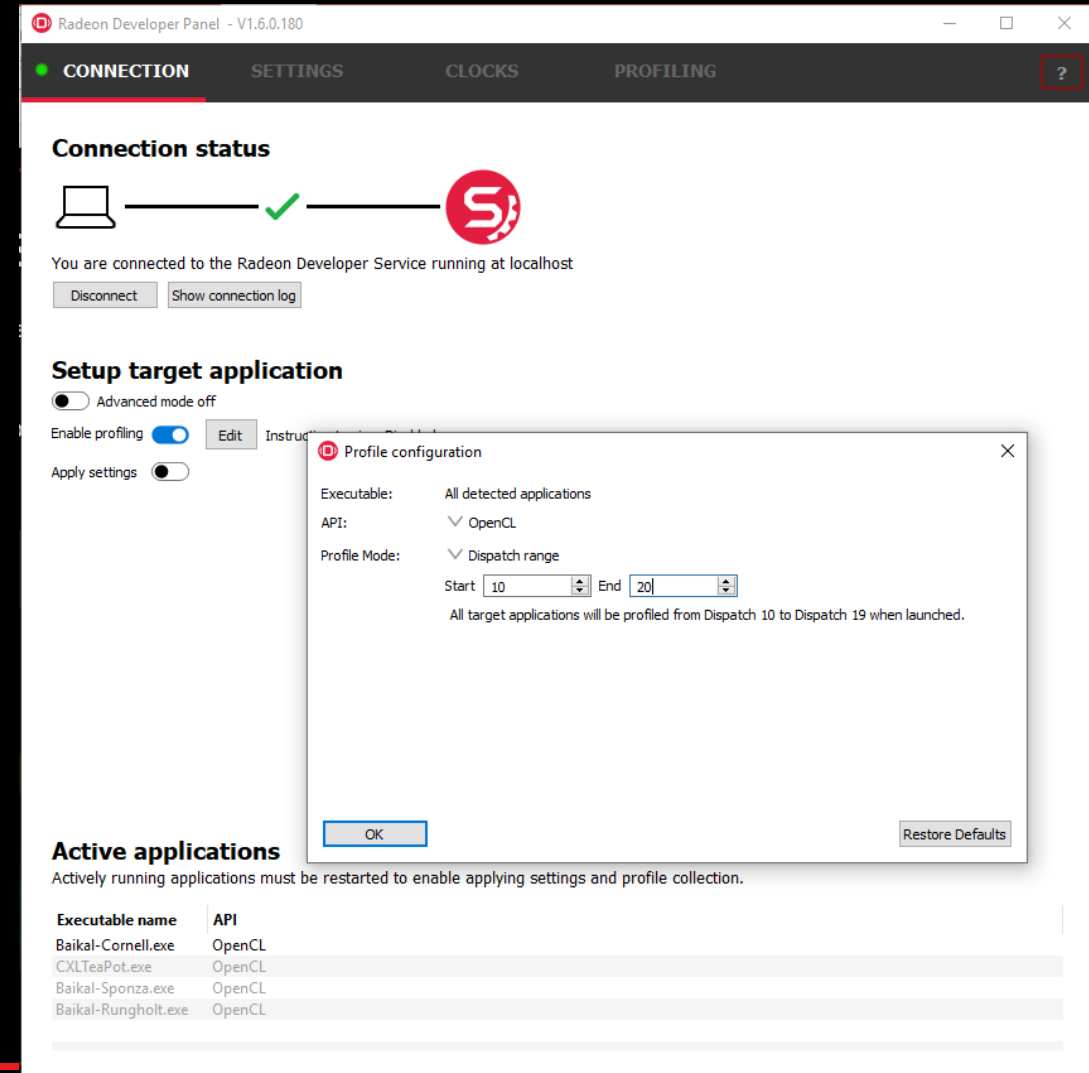 Radeon Developer Panel - V1.6.0.180
CONNECTION SETTINGS CLOCKS PROFILING ?
Connection status
You are connected to the Radeon Developer Service running at localhost
Disconnect Show connection log
Setup target application
Advanced mode off
Enable profiling Edit
Apply settings
Profile configuration
Executable: All detected applications
API: OpenCL
Profile Mode: Dispatch range
Start 10 End 20
All target applications will be profiled from Dispatch 10 to Dispatch 19 when launched.
OK Restore Defaults
Active applications
Actively running applications must be restarted to enable applying settings and profile collection.
Executable name API
Baikal-Cornell.exe OpenCL
CXLTeaPot.exe OpenCL
Baikal-Sponza.exe OpenCL
Baikal-Rungholt.exe OpenCL